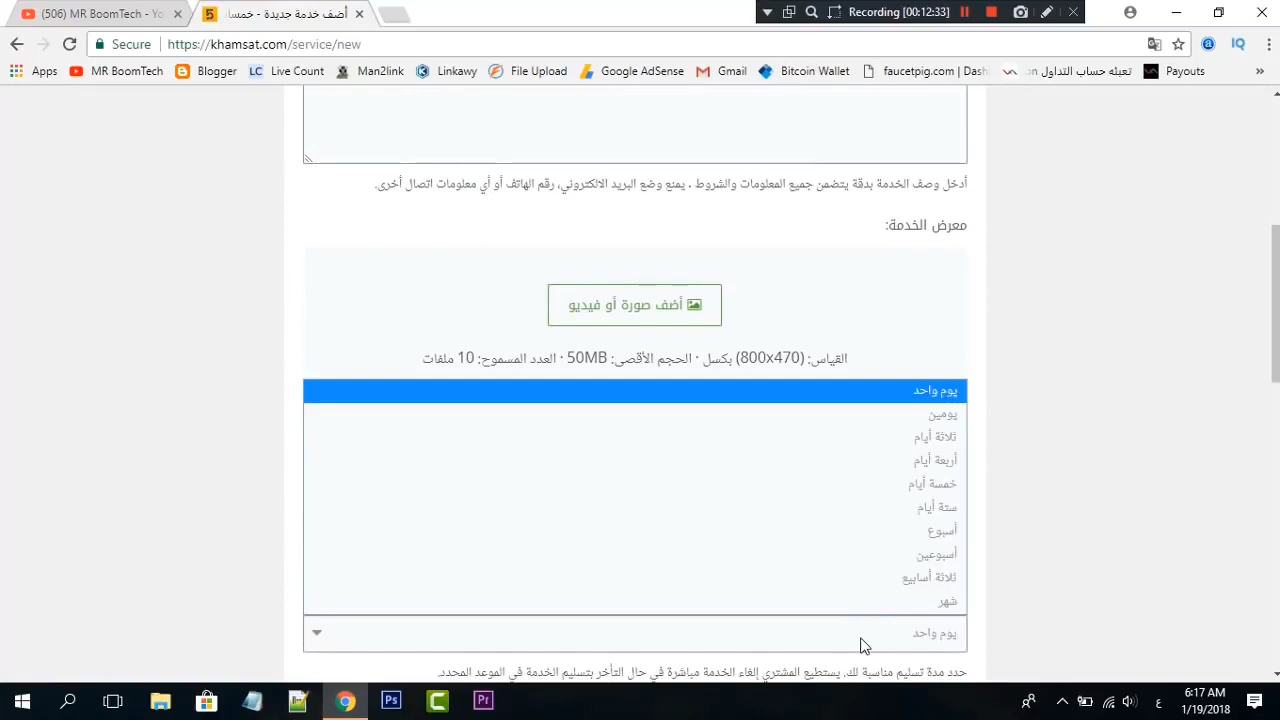 (506) MR BoomTech - Yo
أضف خدمة جديدة - خمسا
Recording [00:12:33]
Secure
https://khamsat.com/service/new
Apps
MR BoomTech
Blogger
Live Count
Man2link
Linkawy
File Upload
Google AdSense
Gmail
Bitcoin Wallet
faucetpig.com | Dash
تعبئه حساب التداول on
Payouts
أدخل وصف الخدمة بدقة يتضمن جميع المعلومات والشروط . يمنع وضع البريد الالكتروني، رقم الهاتف أو أي معلومات اتصال أخرى.
معرض الخدمة:
أضف صورة أو فيديو
القياس: (800x470) بكسل · الحجم الأقصى: 50MB · العدد المسموح: 10 ملفات
يوم واحد
يومين
ثلاثة أيام
أربعة أيام
خمسة أيام
ستة أيام
أسبوع
أسبوعين
ثلاثة أسابيع
شهر
يوم واحد
حدد مدة تسليم مناسبة لك. يستطيع المشتري إلغاء الخدمة مباشرة في حال التأخر بتسليم الخدمة في الموعد المحدد.
6:17 AM
1/19/2018